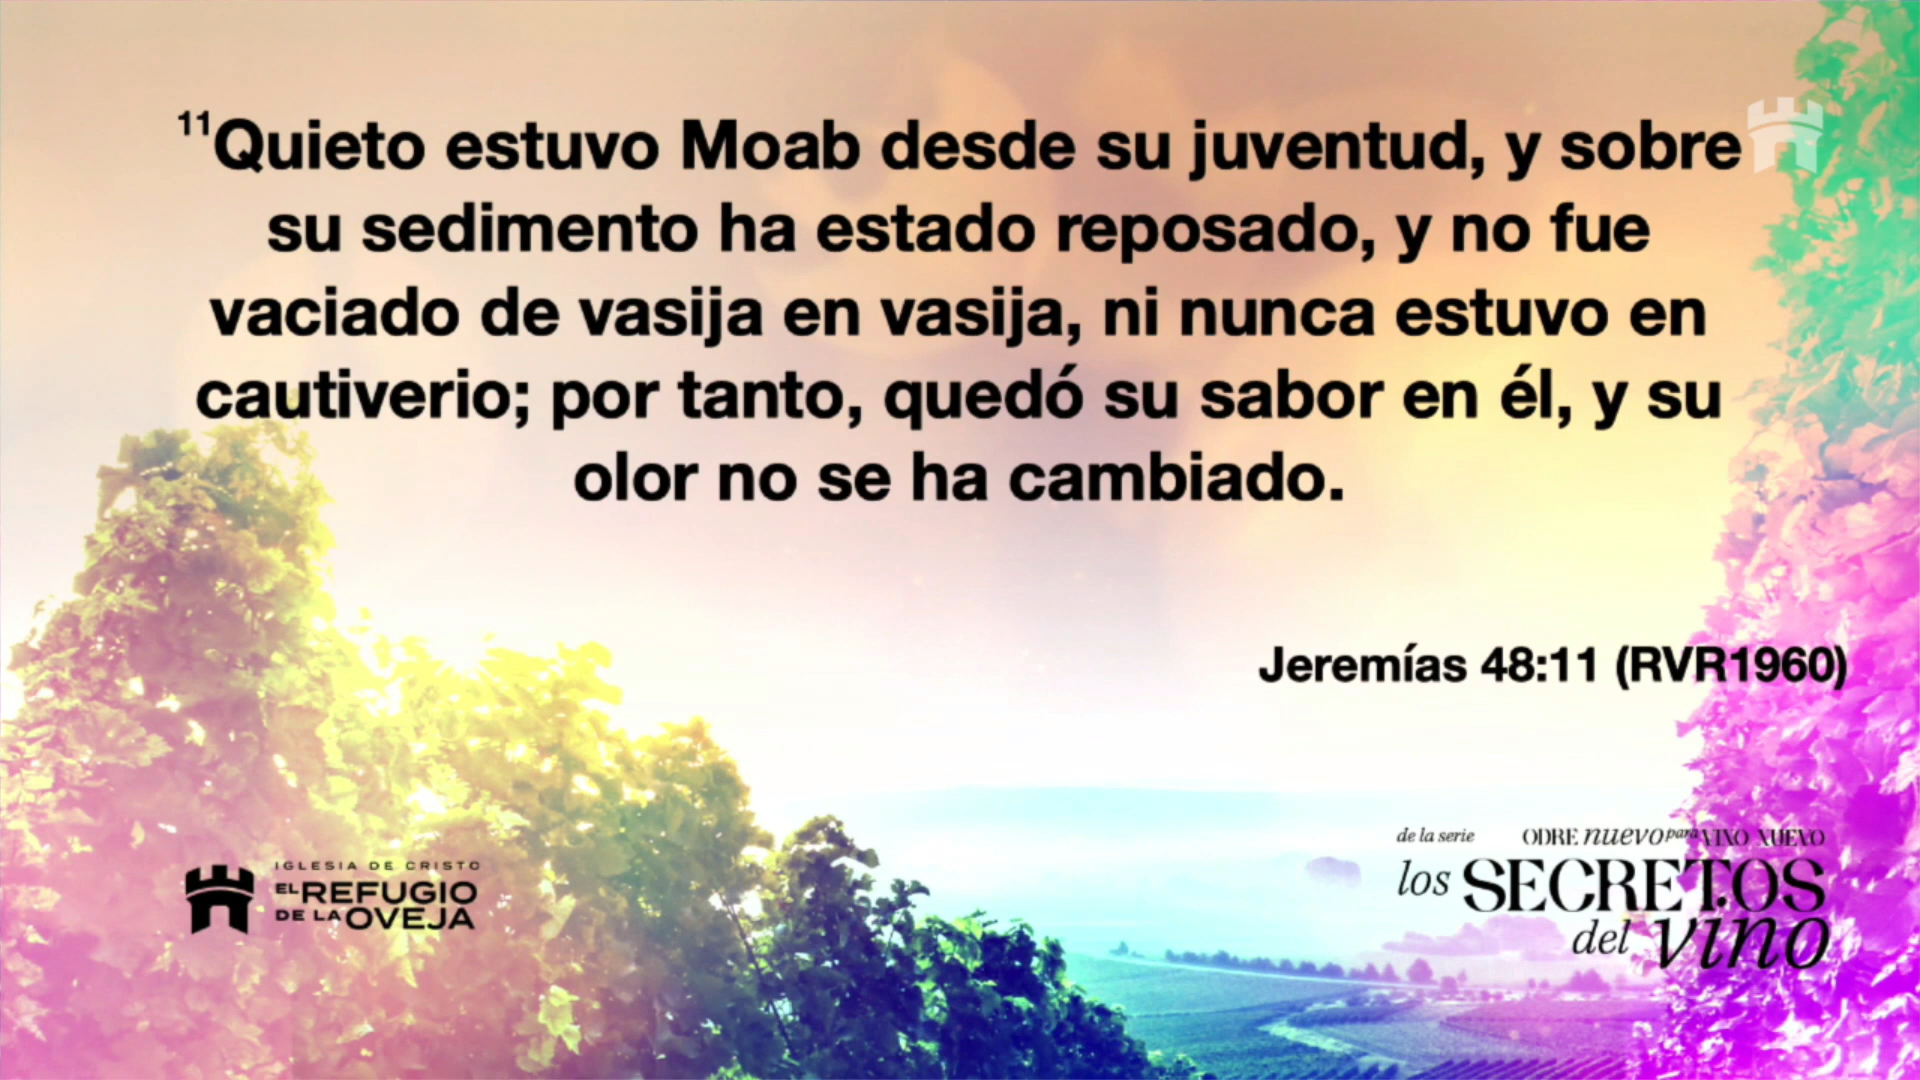 11Quieto estuvo Moab desde su juventud, y sobre
su sedimento ha estado reposado, y no fue
vaciado de vasija en vasija, ni nunca estuvo en
cautiverio; por tanto, quedó su sabor en él, y su
olor no se ha cambiado.
Jeremías 48:11 (RVR1960)
IGLESIA DE CRISTO
EL REFUGIO
DE LA OVEJA
de la serie ODRE nuevo para VINO NUEVO
los SECRETOS
del vino